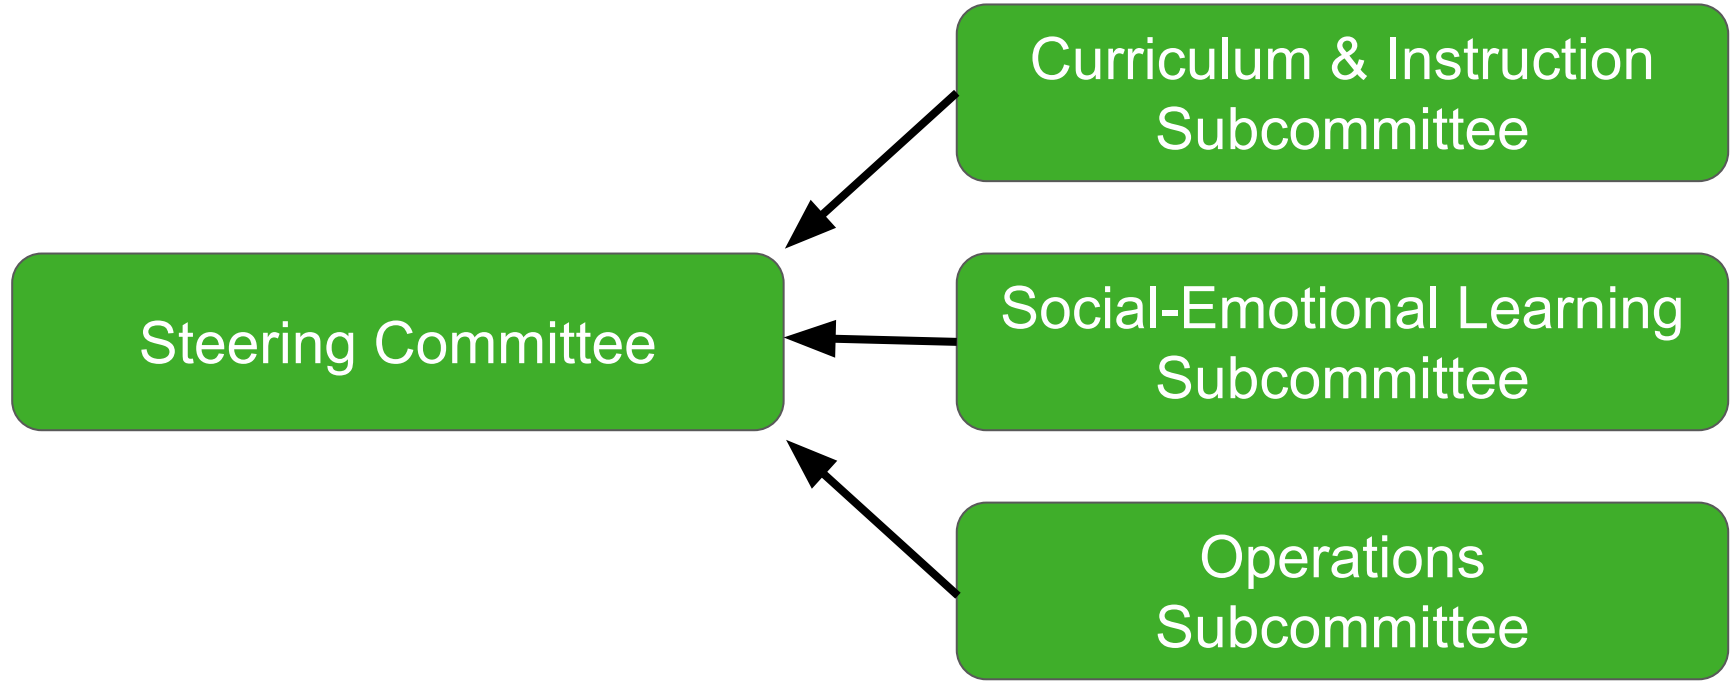 Curriculum & Instruction
Subcommittee
Steering Committee
Social-Emotional Learning
Subcommittee
Operations
Subcommittee